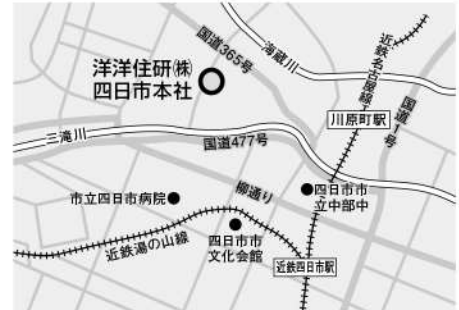 国道365号
海蔵川
近鉄名古屋線
国道1号
洋洋住研㈱
四日市本社
川原町駅
三滝川
国道477号
柳通り
四日市市
立中部中
市立四日市病院
四日市市
文化会館
近鉄湯の山線
近鉄四日市駅